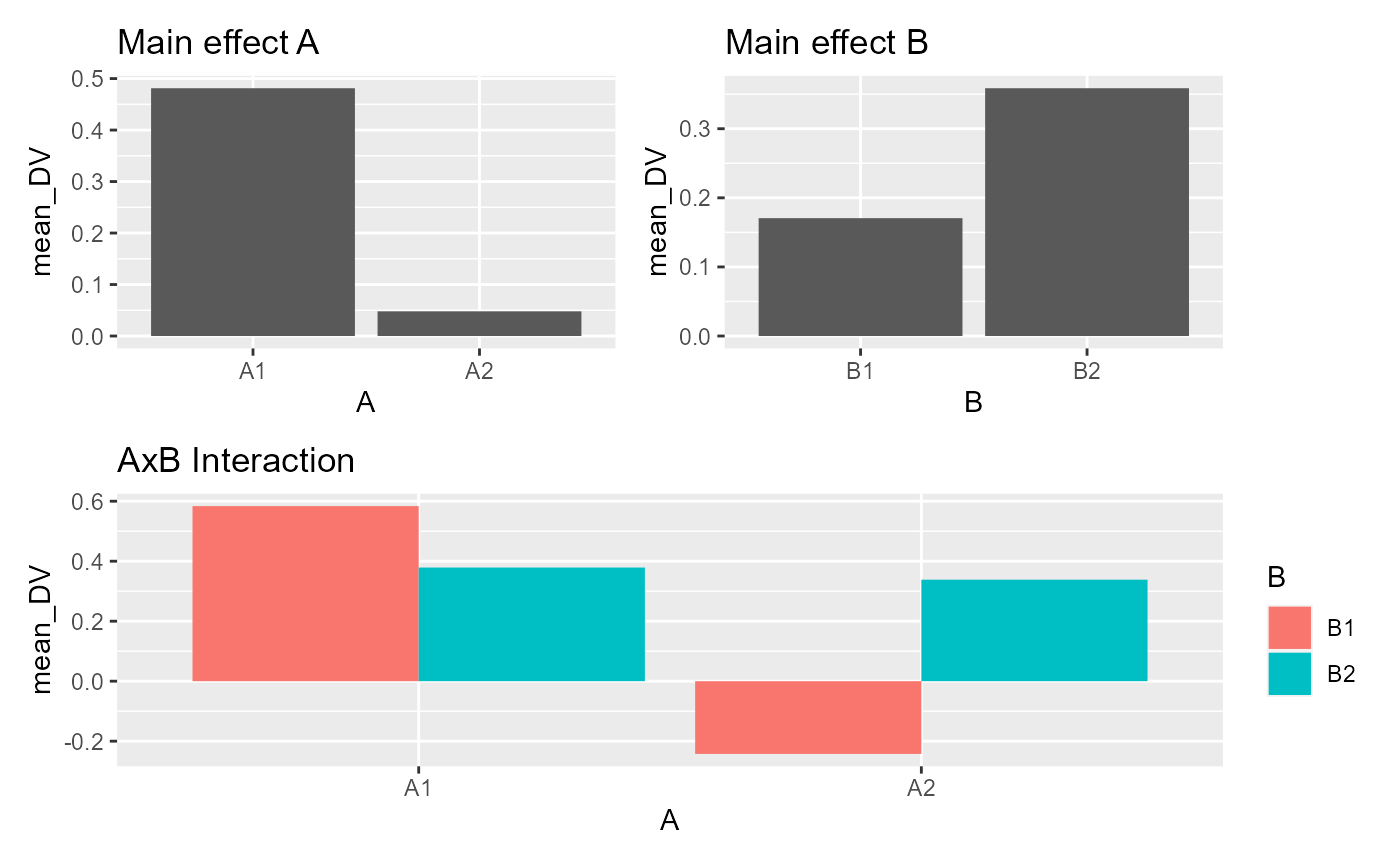 Main effect A
mean_DV
0.5
0.4
0.3
0.2
0.1
0.0
A1 A2
A
Main effect B
mean_DV
0.3
0.2
0.1
0.0
B1 B2
B
AxB Interaction
mean_DV
0.6
0.4
0.2
0.0
-0.2
A1 A2
A
B
B1
B2